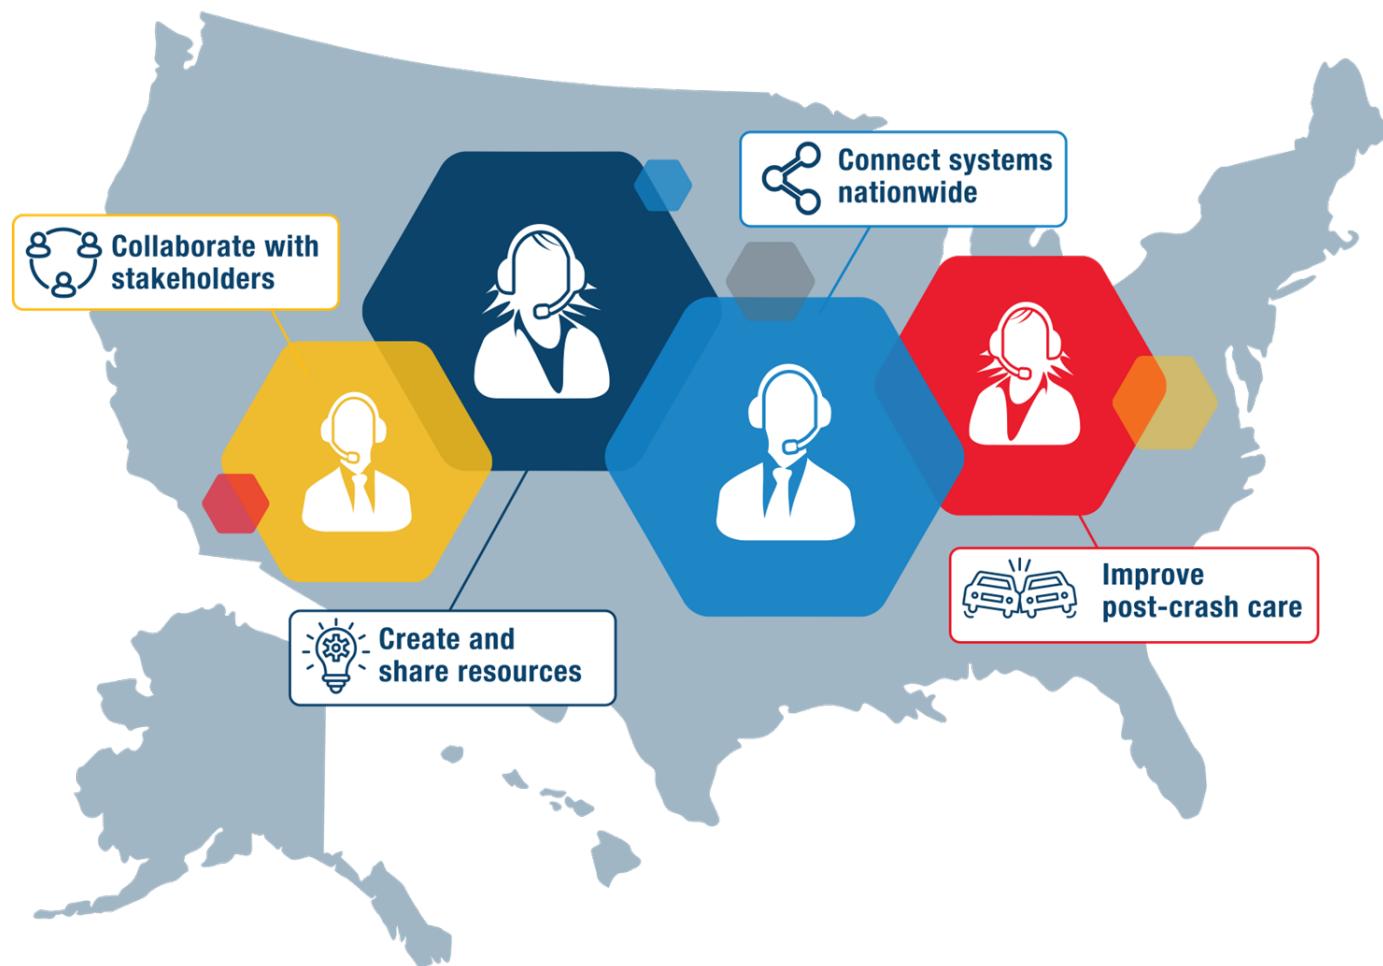 Connect systems
nationwide
Collaborate with
stakeholders
Create and
share resources
Improve
post-crash care